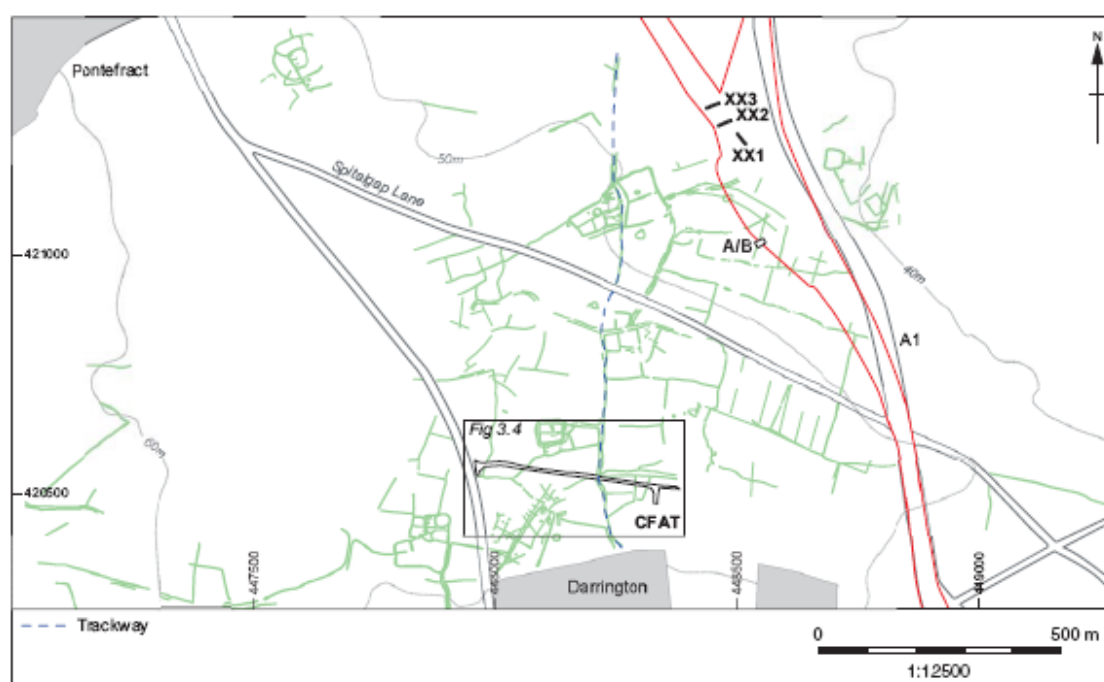 Pontefract
N
XX3
XX2
XX1
50m
Spitalgap Lane
A/B
421000
40m
A1
60m
Fig 3.4
420500
CFAT
447500
448000
448500
449000
Darrington
Trackway
0
500 m
1:12500